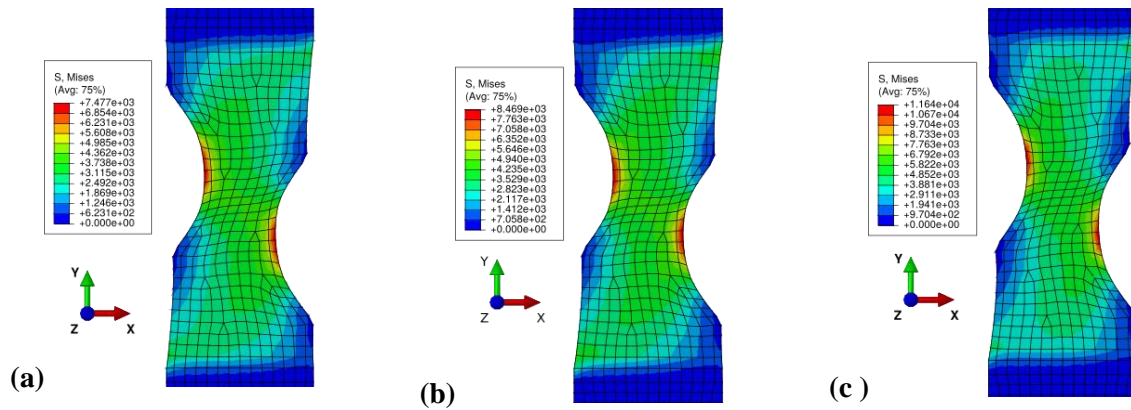 S, Mises
(Avg: 75%)
+7.477e+03
+6.854e+03
+6.231e+03
+5.608e+03
+4.985e+03
+4.362e+03
+3.738e+03
+3.115e+03
+2.492e+03
+1.869e+03
+1.246e+03
+6.231e+02
+0.000e+00
Y
Z
X
(a)
S, Mises
(Avg: 75%)
+8.469e+03
+7.763e+03
+7.058e+03
+6.352e+03
+5.646e+03
+4.940e+03
+4.235e+03
+3.529e+03
+2.823e+03
+2.117e+03
+1.412e+03
+7.058e+02
+0.000e+00
Y
Z
X
(b)
S, Mises
(Avg: 75%)
+1.164e+04
+1.067e+04
+9.704e+03
+8.733e+03
+7.763e+03
+6.792e+03
+5.822e+03
+4.852e+03
+3.881e+03
+2.911e+03
+1.941e+03
+9.704e+02
+0.000e+00
Y
Z
X
(c )